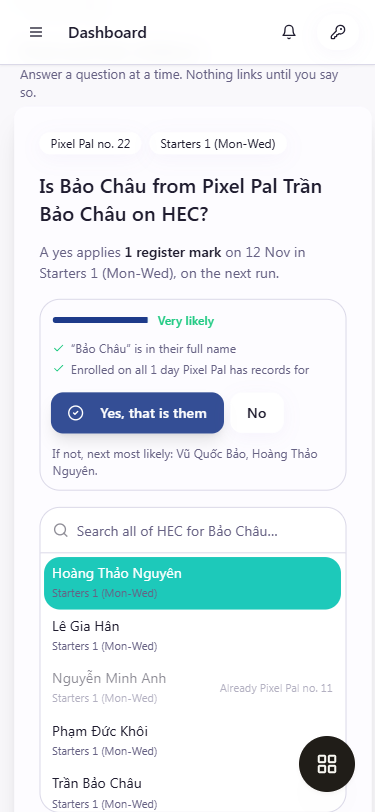 Dashboard
Answer a question at a time. Nothing links until you say
so.
Pixel Pal no. 22
Starters 1 (Mon-Wed)
Is Bảo Châu from Pixel Pal Trần
Bảo Châu on HEC?
A yes applies 1 register mark on 12 Nov in
Starters 1 (Mon-Wed), on the next run.
Very likely
“Bảo Châu” is in their full name
Enrolled on all 1 day Pixel Pal has records for
Yes, that is them
No
If not, next most likely: Vũ Quốc Bảo, Hoàng Thảo
Nguyên.
Search all of HEC for Bảo Châu...
Hoàng Thảo Nguyên
Starters 1 (Mon-Wed)
Lê Gia Hân
Starters 1 (Mon-Wed)
Nguyễn Minh Anh
Starters 1 (Mon-Wed)
Already Pixel Pal no. 11
Phạm Đức Khôi
Starters 1 (Mon-Wed)
Trần Bảo Châu
Starters 1 (Mon-Wed)